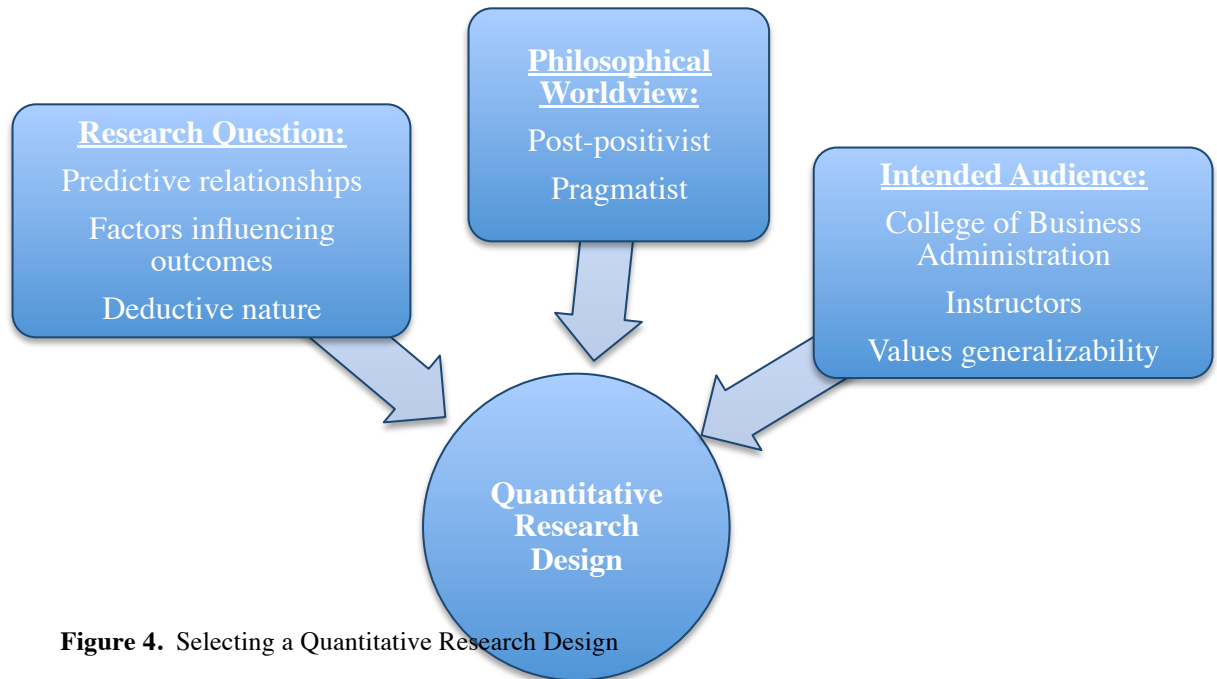 Research Question:
Predictive relationships
Factors influencing
outcomes
Deductive nature
Philosophical
Worldview:
Post-positivist
Pragmatist
Intended Audience:
College of Business
Administration
Instructors
Values generalizability
Quantitative
Research
Design
Figure 4. Selecting a Quantitative Research Design